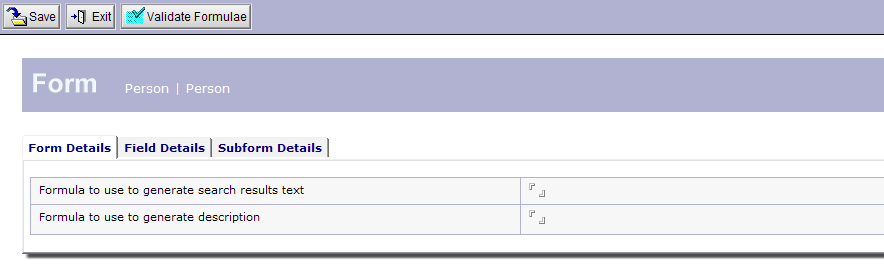 Save Exit Validate Formulae
Form Person | Person
Form Details Field Details Subform Details
Formula to use to generate search results text
Formula to use to generate description